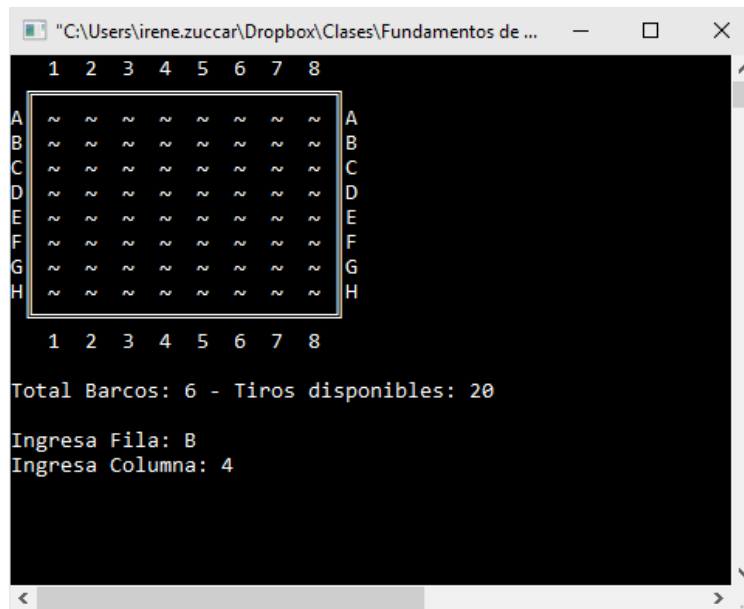 "C:\Users\irene.zuccar\Dropbox\Clases\Fundamentos de ...
1 2 3 4 5 6 7 8
A ~ ~ ~ ~ ~ ~ ~ ~ A
B ~ ~ ~ ~ ~ ~ ~ ~ B
C ~ ~ ~ ~ ~ ~ ~ ~ C
D ~ ~ ~ ~ ~ ~ ~ ~ D
E ~ ~ ~ ~ ~ ~ ~ ~ E
F ~ ~ ~ ~ ~ ~ ~ ~ F
G ~ ~ ~ ~ ~ ~ ~ ~ G
H ~ ~ ~ ~ ~ ~ ~ ~ H
1 2 3 4 5 6 7 8
Total Barcos: 6 - Tiros disponibles: 20
Ingresa Fila: B
Ingresa Columna: 4